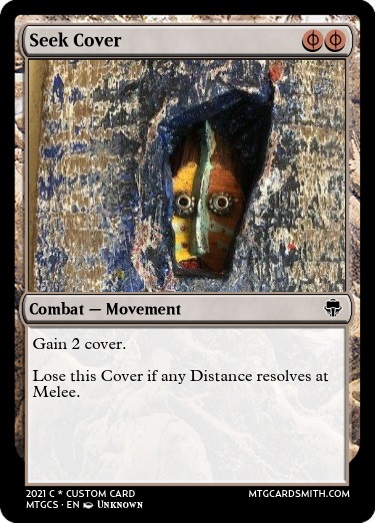 Seek Cover
Combat — Movement
Gain 2 cover.
Lose this Cover if any Distance resolves at
Melee.
2021 C * CUSTOM CARD
MTGCS • EN Unknown
MTGCARDSMITH.COM